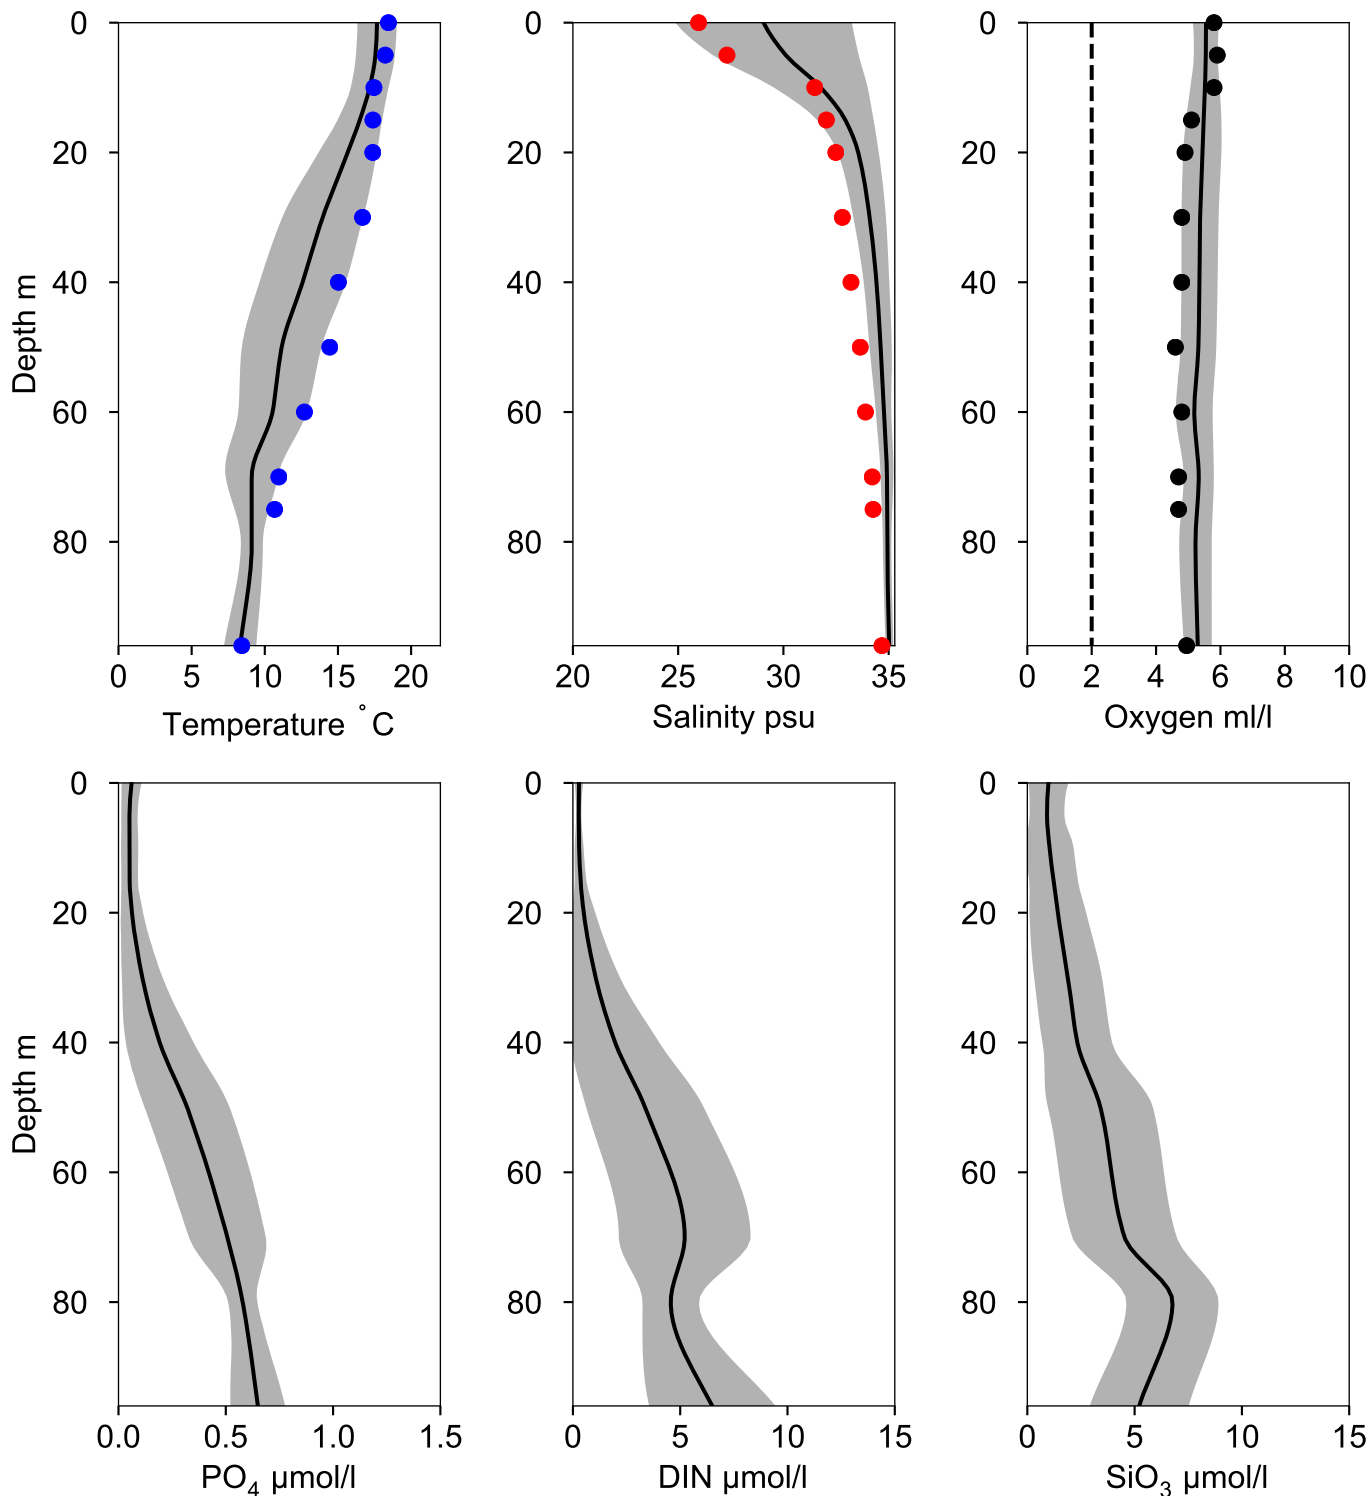 0
20
40
60
80
Depth m
0 5 10 15 20
Temperature °C
0
20
40
60
80
20 25 30 35
Salinity psu
0
20
40
60
80
0 2 4 6 8 10
Oxygen ml/l
0
20
40
60
80
Depth m
0.0 0.5 1.0 1.5
PO₄ µmol/l
0
20
40
60
80
0 5 10 15
DIN µmol/l
0
20
40
60
80
0 5 10 15
SiO₃ µmol/l